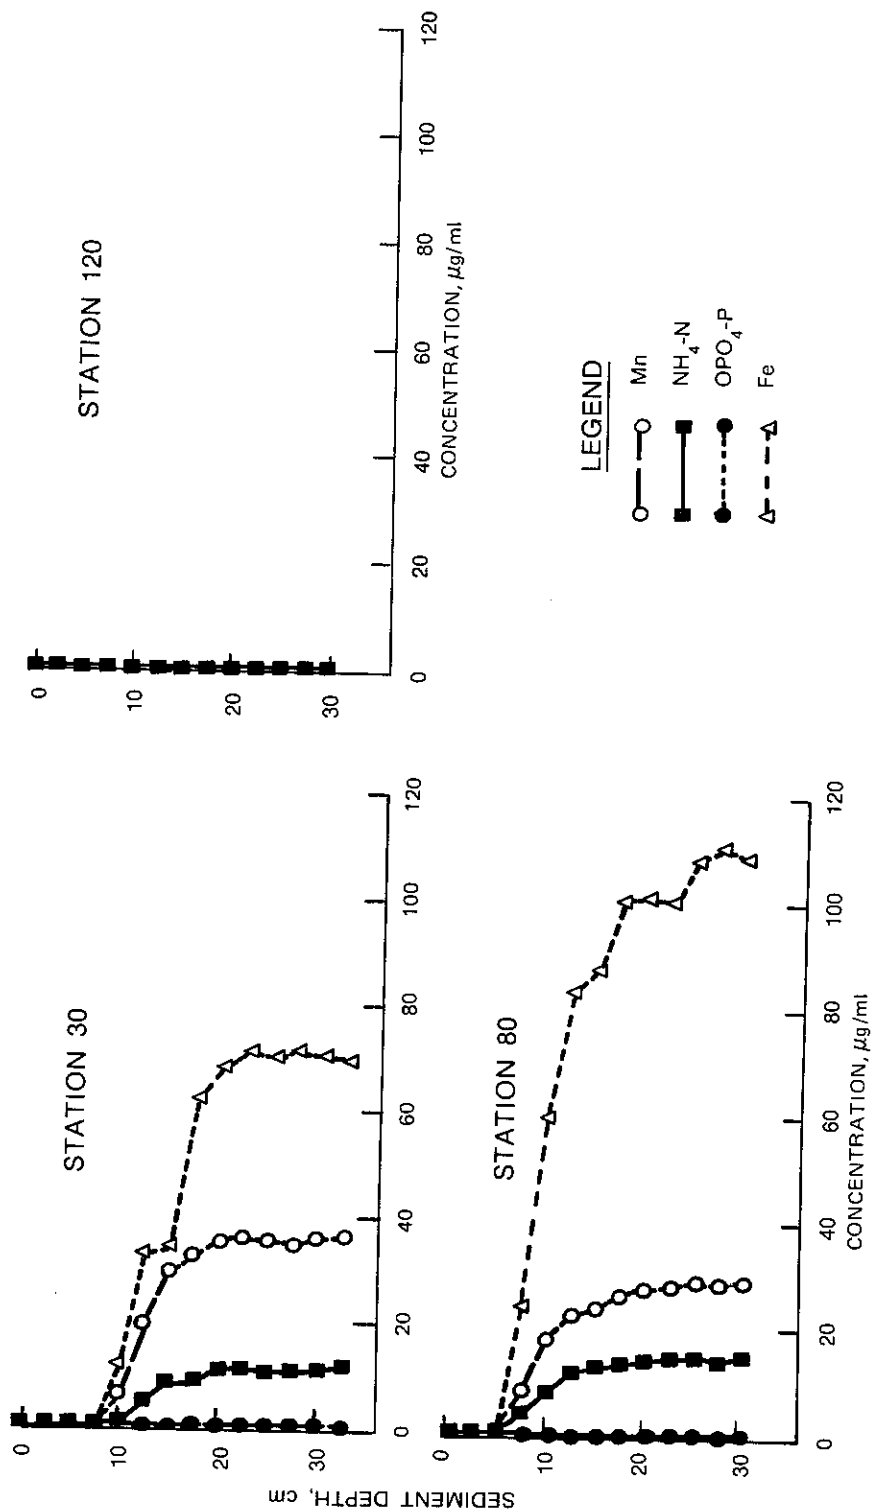 STATION 120
0
10
20
30
0 20 40 60 80 100 120
CONCENTRATION, µg/ml
STATION 30
0
10
20
30
0 20 40 60 80 100 120
STATION 80
0
10
20
30
0 20 40 60 80 100 120
CONCENTRATION, µg/ml
SEDIMENT DEPTH, cm
LEGEND
Mn
NH₄-N
OPO₄-P
Fe